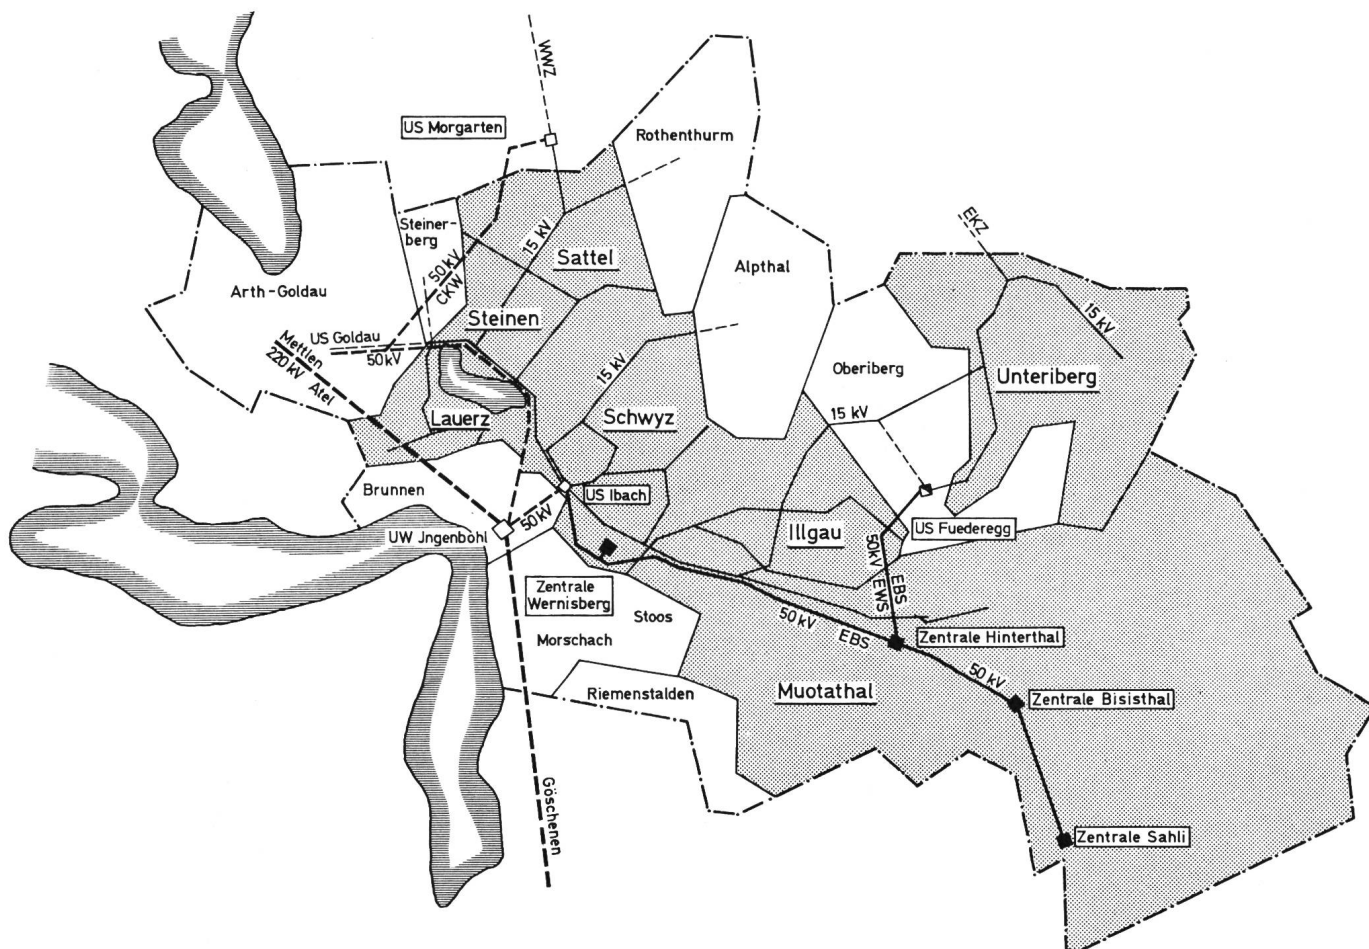 WWZ
US Morgarten
Rothenthurm
Steiner-
berg
EKZ
15 kV
Sattel
50 kV
CKW
Alpthal
Arth-Goldau
Steinen
15 kV
US Goldau
50 kV
Mettlen
220 kV Atel
15 kV
Oberiberg
Unteriberg
Lauerz
Schwyz
15 kV
Brunnen
US Ibach
50 kV
UW Jngenbohl
Illgau
US Fuederegg
50kV EWS
EBS
Zentrale
Wernisberg
Stoos
50 kV
EBS
Zentrale Hinterthal
Morschach
Riemenstalden
Muotathal
50 kV
Zentrale Bisisthal
Göschenen
Zentrale Sahli